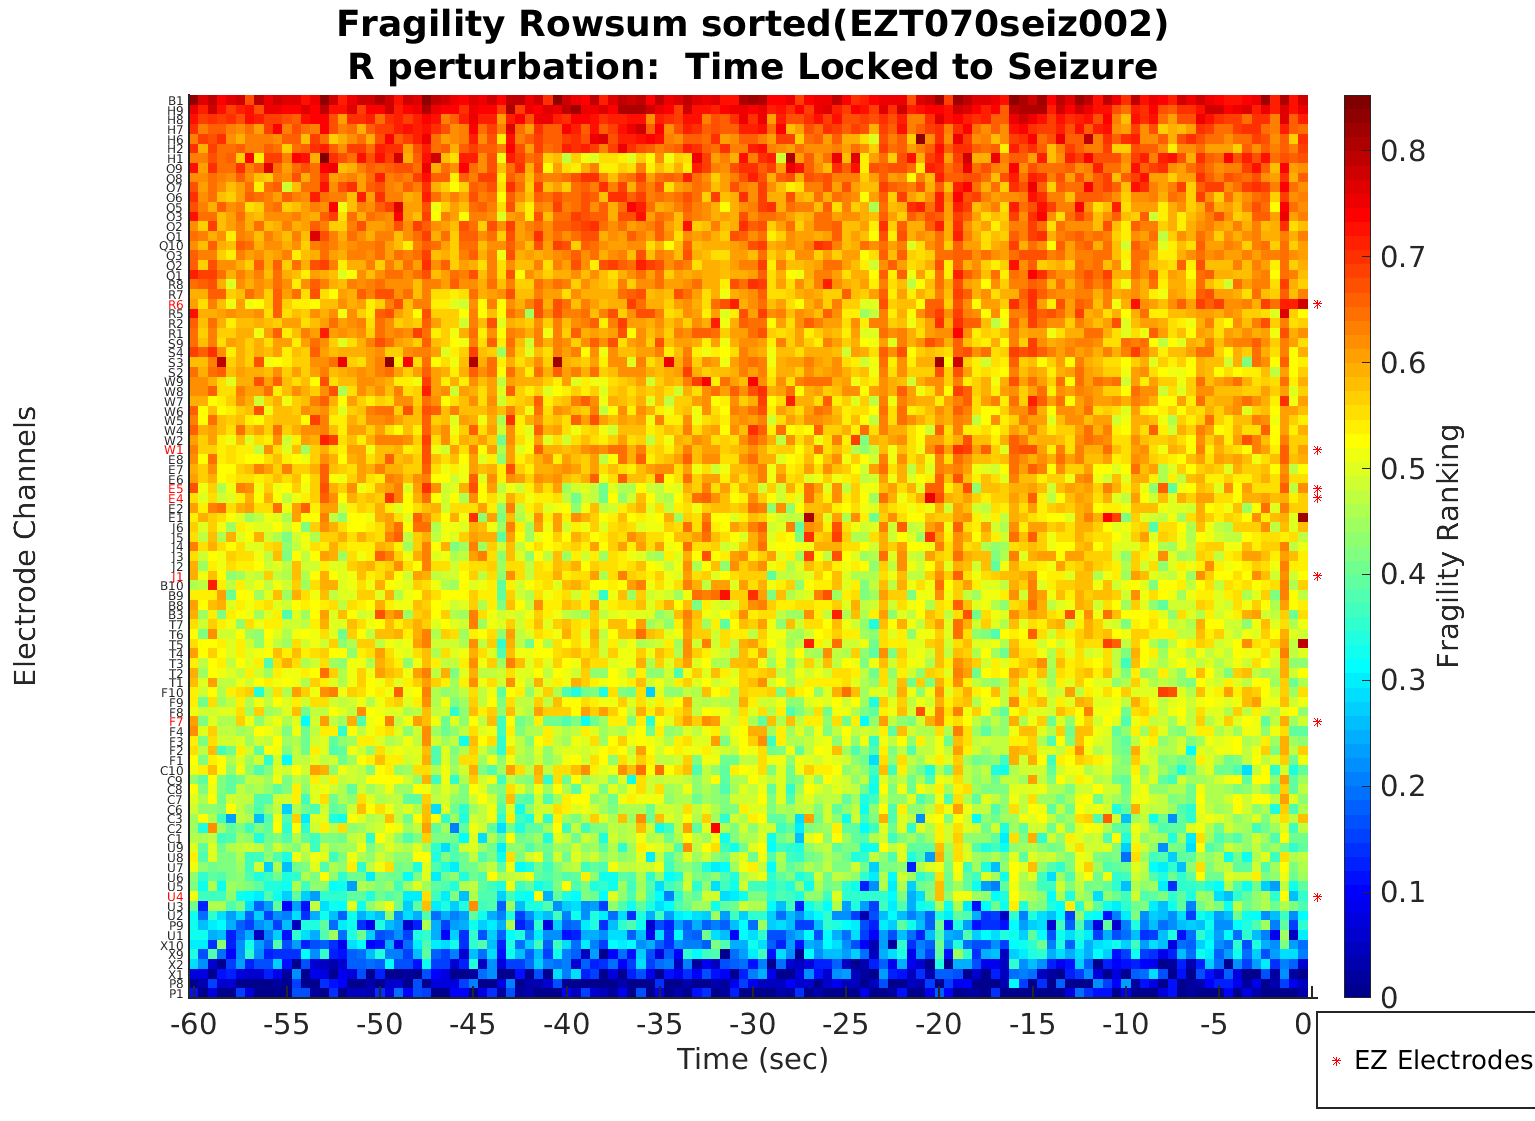 Fragility Rowsum sorted(EZT070seiz002)
R perturbation:  Time Locked to Seizure
Electrode Channels
B1
H9
H8
H7
H6
H2
H1
O9
O8
O7
O6
O5
O3
O2
O1
Q10
Q3
Q2
Q1
R8
R7
R6
R5
R2
R1
S9
S4
S3
S2
W9
W8
W7
W6
W5
W4
W2
W1
E8
E7
E6
E5
E4
E2
E1
I6
I5
I4
I3
I2
I1
B10
B9
B8
B3
T7
T6
T5
T4
T3
T2
T1
F10
F9
F8
F7
F4
F3
F2
F1
C10
C9
C8
C7
C6
C3
C2
C1
U9
U8
U7
U6
U5
U4
U3
U2
P9
U1
X10
X9
X2
X1
P8
P1
-60 -55 -50 -45 -40 -35 -30 -25 -20 -15 -10 -5 0
Time (sec)
0.8
0.7
0.6
0.5
0.4
0.3
0.2
0.1
0
Fragility Ranking
EZ Electrodes